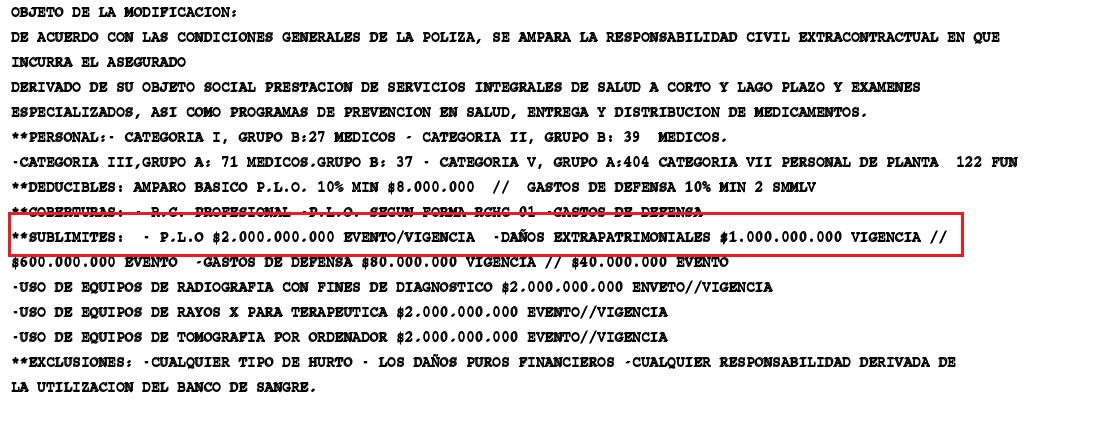 OBJETO DE LA MODIFICACION:
DE ACUERDO CON LAS CONDICIONES GENERALES DE LA POLIZA, SE AMPARA LA RESPONSABILIDAD CIVIL EXTRACONTRACTUAL EN QUE
INCURRA EL ASEGURADO
DERIVADO DE SU OBJETO SOCIAL PRESTACION DE SERVICIOS INTEGRALES DE SALUD A CORTO Y LAGO PLAZO Y EXAMENES
ESPECIALIZADOS, ASI COMO PROGRAMAS DE PREVENCION EN SALUD, ENTREGA Y DISTRIBUCION DE MEDICAMENTOS.
**PERSONAL:- CATEGORIA I, GRUPO B:27 MEDICOS - CATEGORIA II, GRUPO B: 39  MEDICOS.
-CATEGORIA III,GRUPO A: 71 MEDICOS.GRUPO B: 37 - CATEGORIA V, GRUPO A:404 CATEGORIA VII PERSONAL DE PLANTA  122 FUN
**DEDUCIBLES: AMPARO BASICO P.L.O. 10% MIN $8.000.000  //  GASTOS DE DEFENSA 10% MIN 2 SMMLV
**COBERTURAS: - R.C. PROFESIONAL -P.L.O. SEGUN FORMA RCHC-01 -GASTOS DE DEFENSA
**SUBLIMITES:  - P.L.O $2.000.000.000 EVENTO/VIGENCIA  -DAÑOS EXTRAPATRIMONIALES $1.000.000.000 VIGENCIA //
$600.000.000 EVENTO  -GASTOS DE DEFENSA $80.000.000 VIGENCIA // $40.000.000 EVENTO
-USO DE EQUIPOS DE RADIOGRAFIA CON FINES DE DIAGNOSTICO $2.000.000.000 ENVETO//VIGENCIA
-USO DE EQUIPOS DE RAYOS X PARA TERAPEUTICA $2.000.000.000 EVENTO//VIGENCIA
-USO DE EQUIPOS DE TOMOGRAFIA POR ORDENADOR $2.000.000.000 EVENTO//VIGENCIA
**EXCLUSIONES: -CUALQUIER TIPO DE HURTO - LOS DAÑOS PUROS FINANCIEROS -CUALQUIER RESPONSABILIDAD DERIVADA DE
LA UTILIZACION DEL BANCO DE SANGRE.